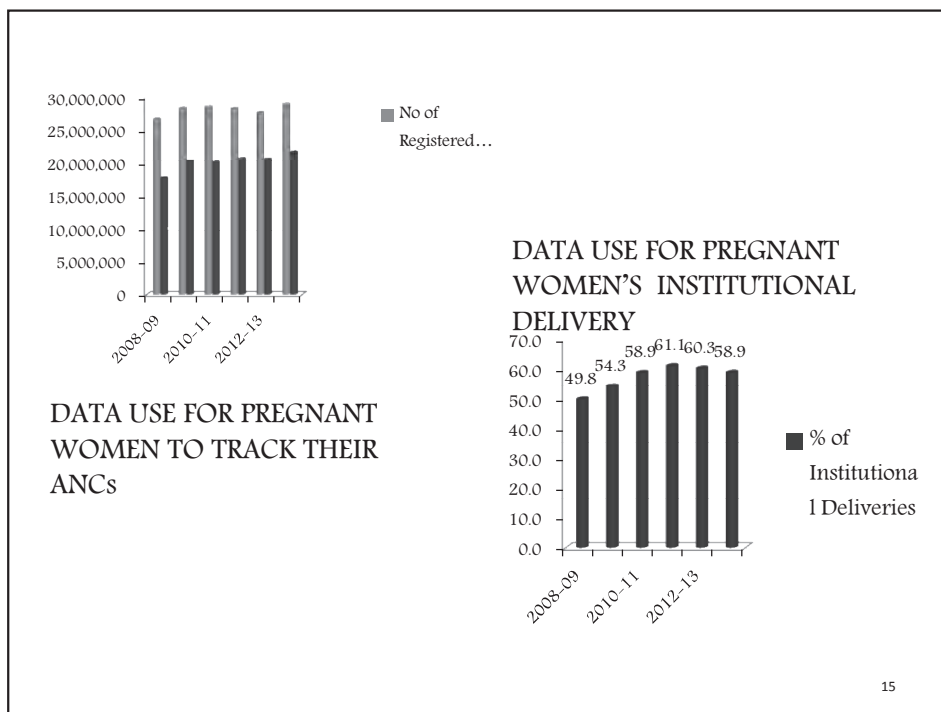 30,000,000
25,000,000
20,000,000
15,000,000
10,000,000
5,000,000
0
2008-09
2010-11
2012-13
No of
Registered...
DATA USE FOR PREGNANT
WOMEN TO TRACK THEIR
ANCs
DATA USE FOR PREGNANT
WOMEN'S INSTITUTIONAL
DELIVERY
70.0
60.0
50.0
40.0
30.0
20.0
10.0
0.0
49.8
54.3
58.9
61.1
60.3
58.9
2008-09
2010-11
2012-13
% of
Institutiona
l Deliveries
15